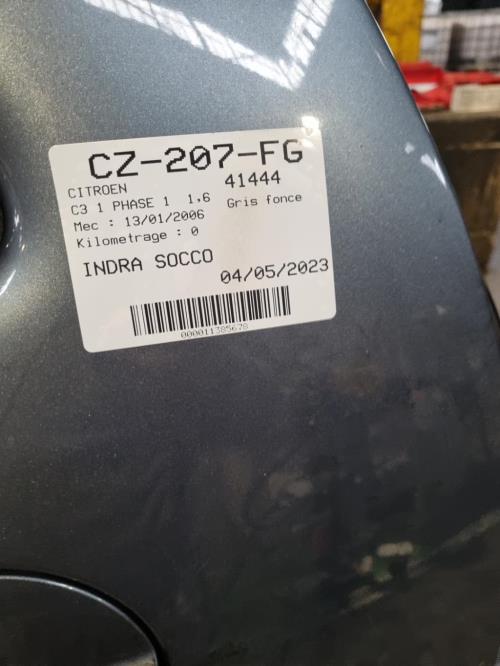 CZ-207-FG
CITROEN 41444
C3 1 PHASE 1 1.6 Gris fonce
Mec : 13/01/2006
Kilometrage : 0
INDRA SOCCO
04/05/2023
000011385678